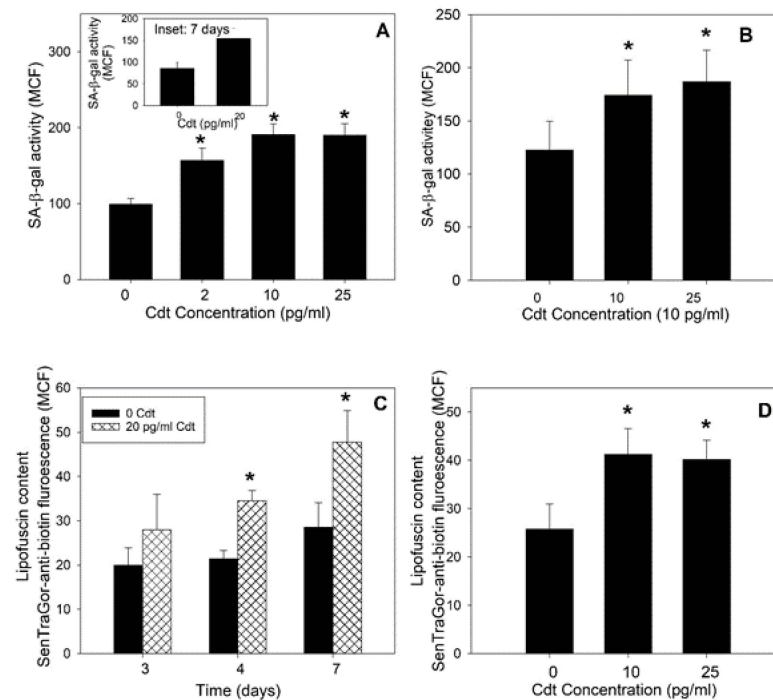 A
Inset: 7 days
SA-β-gal activity
(MCF)
200
150
100
50
0
0 20
Cdt (pg/ml)
SA-β-gal activity (MCF)
300
200
100
0
* * *
0 2 10 25
Cdt Concentration (pg/ml)
B
SA-β-gal activitey (MCF)
250
200
150
100
50
0
* *
0 10 25
Cdt Concentration (10 pg/ml)
C
0 Cdt
20 pg/ml Cdt
Lipofuscin content
SenTraGor-anti-biotin fluroescence (MCF)
60
50
40
30
20
10
0
* *
3 4 7
Time (days)
D
Lipofuscin content
SenTraGor-anti-biotin fluroescence (MCF)
50
40
30
20
10
0
* *
0 10 25
Cdt Concentration (pg/ml)